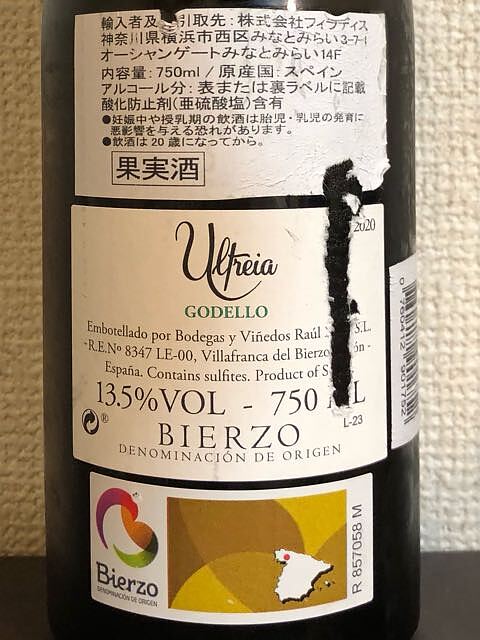 輸入者及 引取先：株式会社フィラディス
神奈川県横浜市西区みなとみらい3-7-1
オーシャンゲートみなとみらい14F
内容量：750ml / 原産国：スペイン
アルコール分：表または裏ラベルに記載
酸化防止剤(亜硫酸塩)含有
●妊娠中や授乳期の飲酒は胎児・乳児の発育に
悪影響を与える恐れがあります。
●飲酒は20歳になってから。
果実酒
2020
Ultreia
GODELLO
Embotellado por Bodegas y Viñedos Raúl S.L.
-R.E.Nº 8347 LE-00, Villafranca del Bierzo -
España. Contains sulfites. Product of
13.5%VOL - 750
L-23
BIERZO
DENOMINACIÓN DE ORIGEN
Bierzo
DENOMINACIÓN DE ORIGEN
R 857058 M